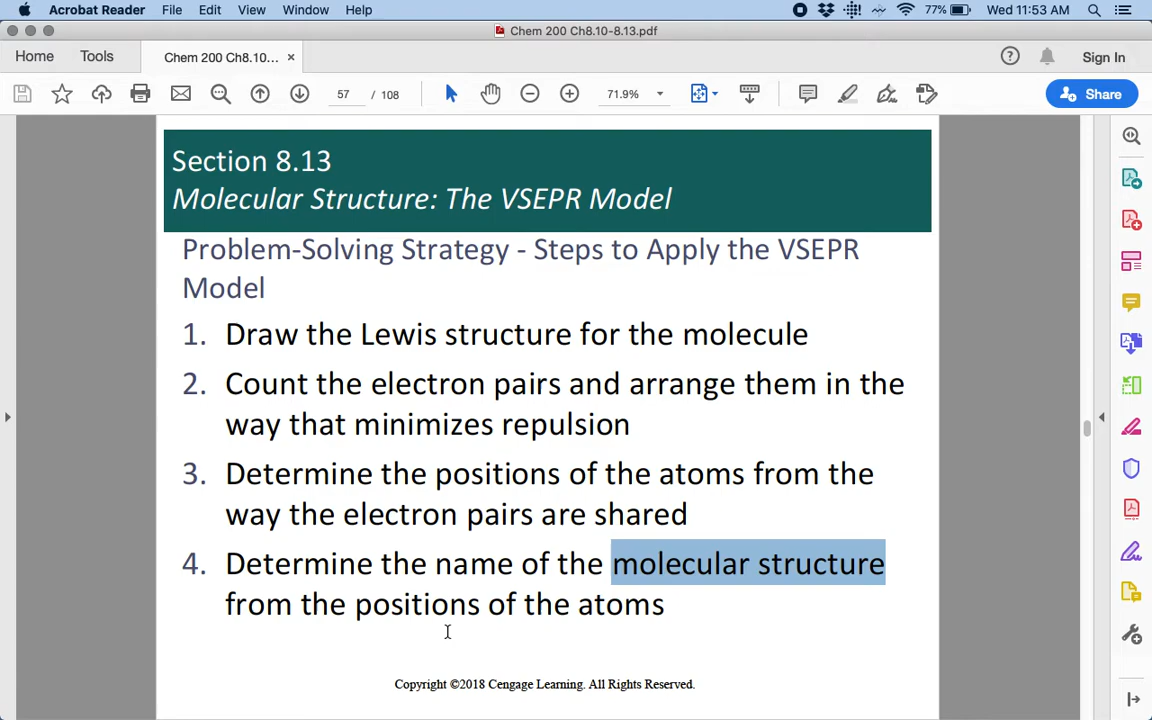 Acrobat Reader File Edit View Window Help 77% Wed 11:53 AM
Chem 200 Ch8.10-8.13.pdf
Home Tools Chem 200 Ch8.10... × Sign In
57 / 108 71.9% Share
Section 8.13
Molecular Structure: The VSEPR Model
Problem-Solving Strategy - Steps to Apply the VSEPR
Model
1. Draw the Lewis structure for the molecule
2. Count the electron pairs and arrange them in the
way that minimizes repulsion
3. Determine the positions of the atoms from the
way the electron pairs are shared
4. Determine the name of the molecular structure
from the positions of the atoms
Copyright ©2018 Cengage Learning. All Rights Reserved.